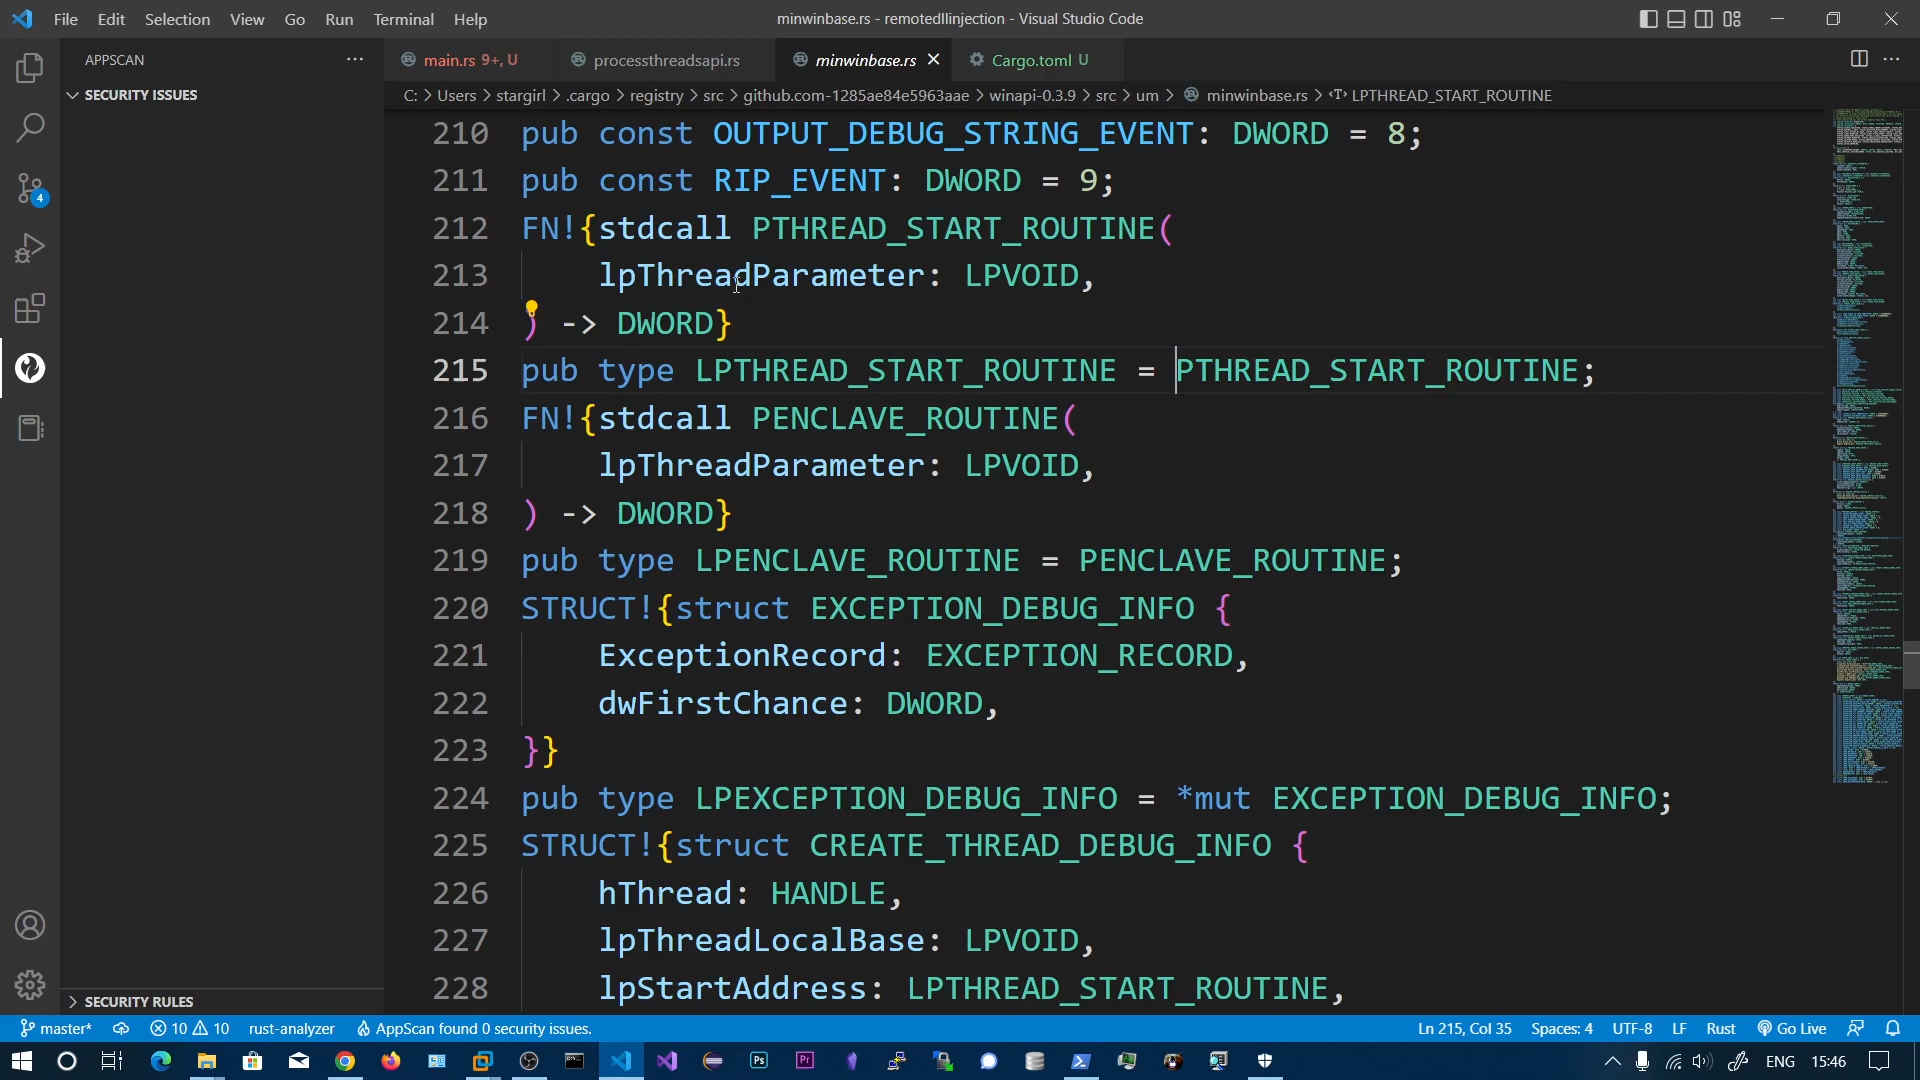 File Edit Selection View Go Run Terminal Help
minwinbase.rs - remotedllinjection - Visual Studio Code
APPSCAN
SECURITY ISSUES
main.rs 9+, U
processthreadsapi.rs
minwinbase.rs
Cargo.toml U
C: > Users > stargirl > .cargo > registry > src > github.com-1285ae84e5963aae > winapi-0.3.9 > src > um > minwinbase.rs > LPTHREAD_START_ROUTINE
210 pub const OUTPUT_DEBUG_STRING_EVENT: DWORD = 8;
211 pub const RIP_EVENT: DWORD = 9;
212 FN!{stdcall PTHREAD_START_ROUTINE(
213     lpThreadParameter: LPVOID,
214 ) -> DWORD}
215 pub type LPTHREAD_START_ROUTINE = PTHREAD_START_ROUTINE;
216 FN!{stdcall PENCLAVE_ROUTINE(
217     lpThreadParameter: LPVOID,
218 ) -> DWORD}
219 pub type LPENCLAVE_ROUTINE = PENCLAVE_ROUTINE;
220 STRUCT!{struct EXCEPTION_DEBUG_INFO {
221     ExceptionRecord: EXCEPTION_RECORD,
222     dwFirstChance: DWORD,
223 }}
224 pub type LPEXCEPTION_DEBUG_INFO = *mut EXCEPTION_DEBUG_INFO;
225 STRUCT!{struct CREATE_THREAD_DEBUG_INFO {
226     hThread: HANDLE,
227     lpThreadLocalBase: LPVOID,
228     lpStartAddress: LPTHREAD_START_ROUTINE,
4
SECURITY RULES
master* 10 10 rust-analyzer AppScan found 0 security issues.
Ln 215, Col 35 Spaces: 4 UTF-8 LF Rust Go Live
Ps Pr
ENG 15:46